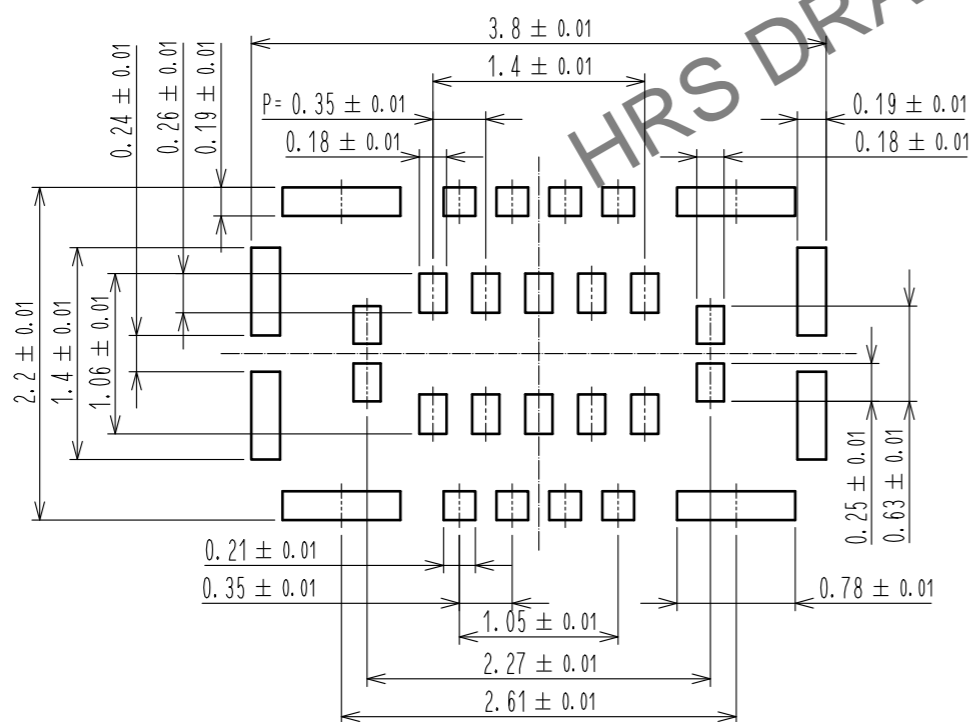 3.8 ± 0.01
1.4 ± 0.01
P= 0.35 ± 0.01
0.18 ± 0.01
0.19 ± 0.01
0.18 ± 0.01
0.24 ± 0.01
0.26 ± 0.01
0.19 ± 0.01
2.2 ± 0.01
1.4 ± 0.01
1.06 ± 0.01
0.25 ± 0.01
0.63 ± 0.01
0.21 ± 0.01
0.35 ± 0.01
0.78 ± 0.01
1.05 ± 0.01
2.27 ± 0.01
2.61 ± 0.01
HRS DRA